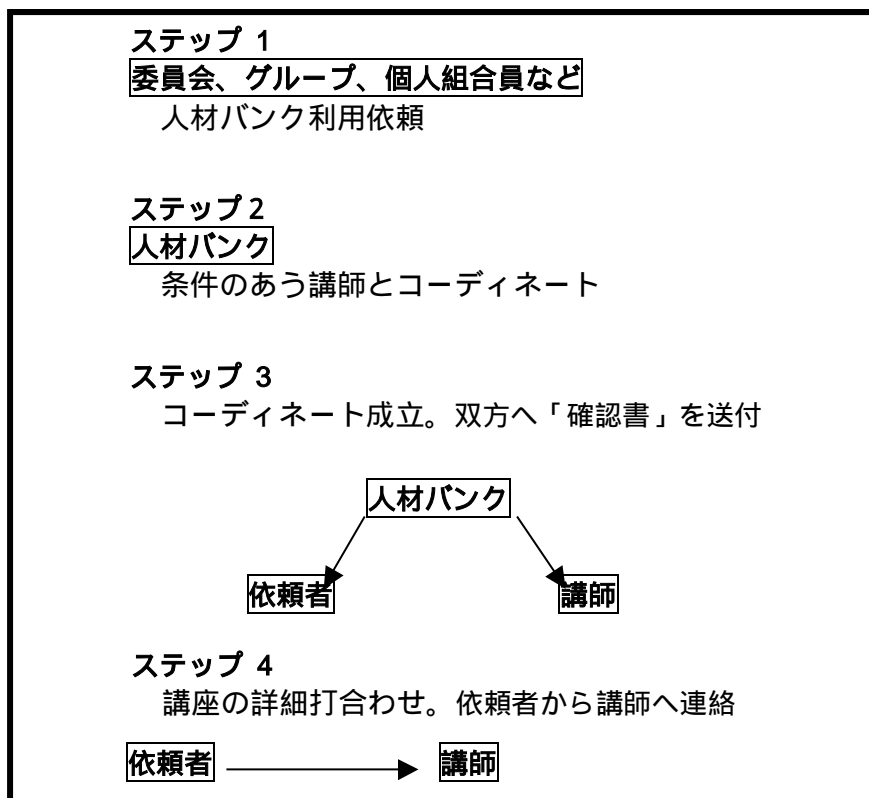 ステップ 1
委員会、グループ、個人組合員など
人材バンク利用依頼
ステップ 2
人材バンク
条件のあう講師とコーディネート
ステップ 3
コーディネート成立。双方へ「確認書」を送付
人材バンク
依頼者 講師
ステップ 4
講座の詳細打合わせ。依頼者から講師へ連絡
依頼者 講師